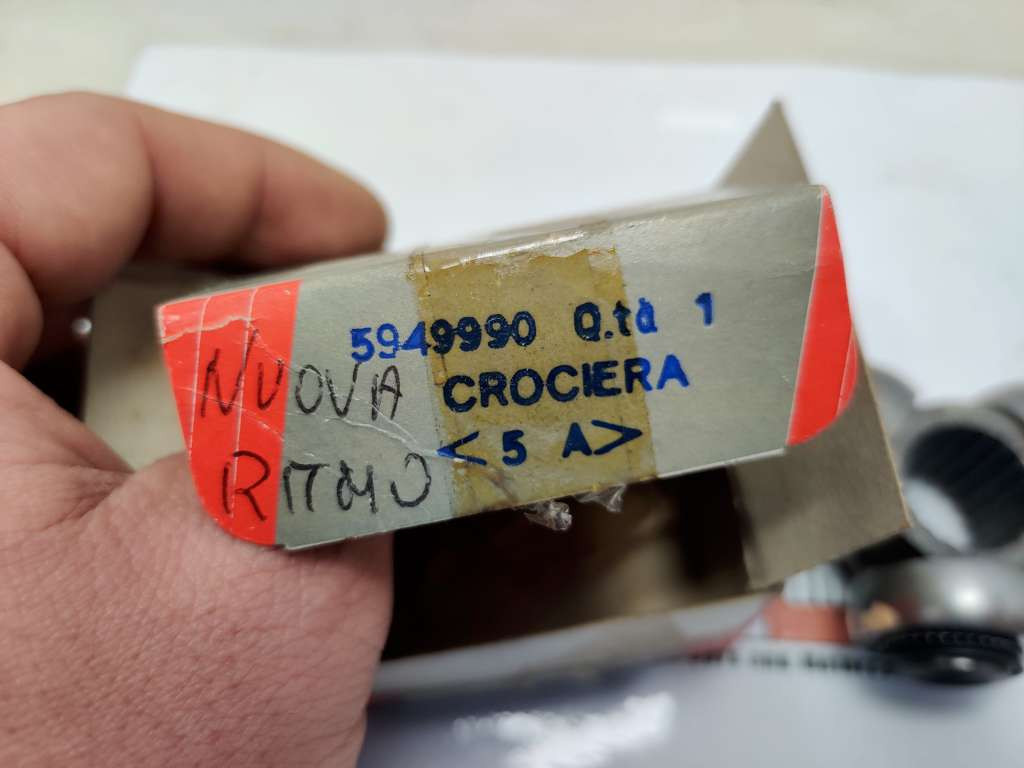 5949990 Q.tà 1
CROCIERA
<5 A>
NUOVA
RITMO